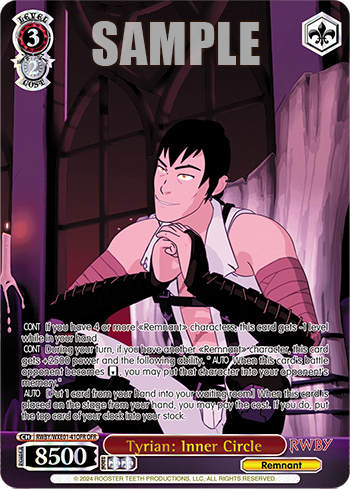 LEVEL
3
COST
SAMPLE
CONT If you have 4 or more «Remnant» characters, this card gets -1 level
while in your hand.
CONT During your turn, if you have another «Remnant» character, this card
gets +2500 power and the following ability. " AUTO When this card's battle
opponent becomes , you may put that character into your opponent's
memory."
AUTO [Put 1 card from your hand into your waiting room] When this card is
placed on the stage from your hand, you may pay the cost. If you do, put
the top card of your clock into your stock.
CH
POWER
8500
SOUL
Tyrian: Inner Circle
RWBY
Remnant
© 2024 ROOSTER TEETH PRODUCTIONS, LLC, ALL RIGHTS RESERVED.